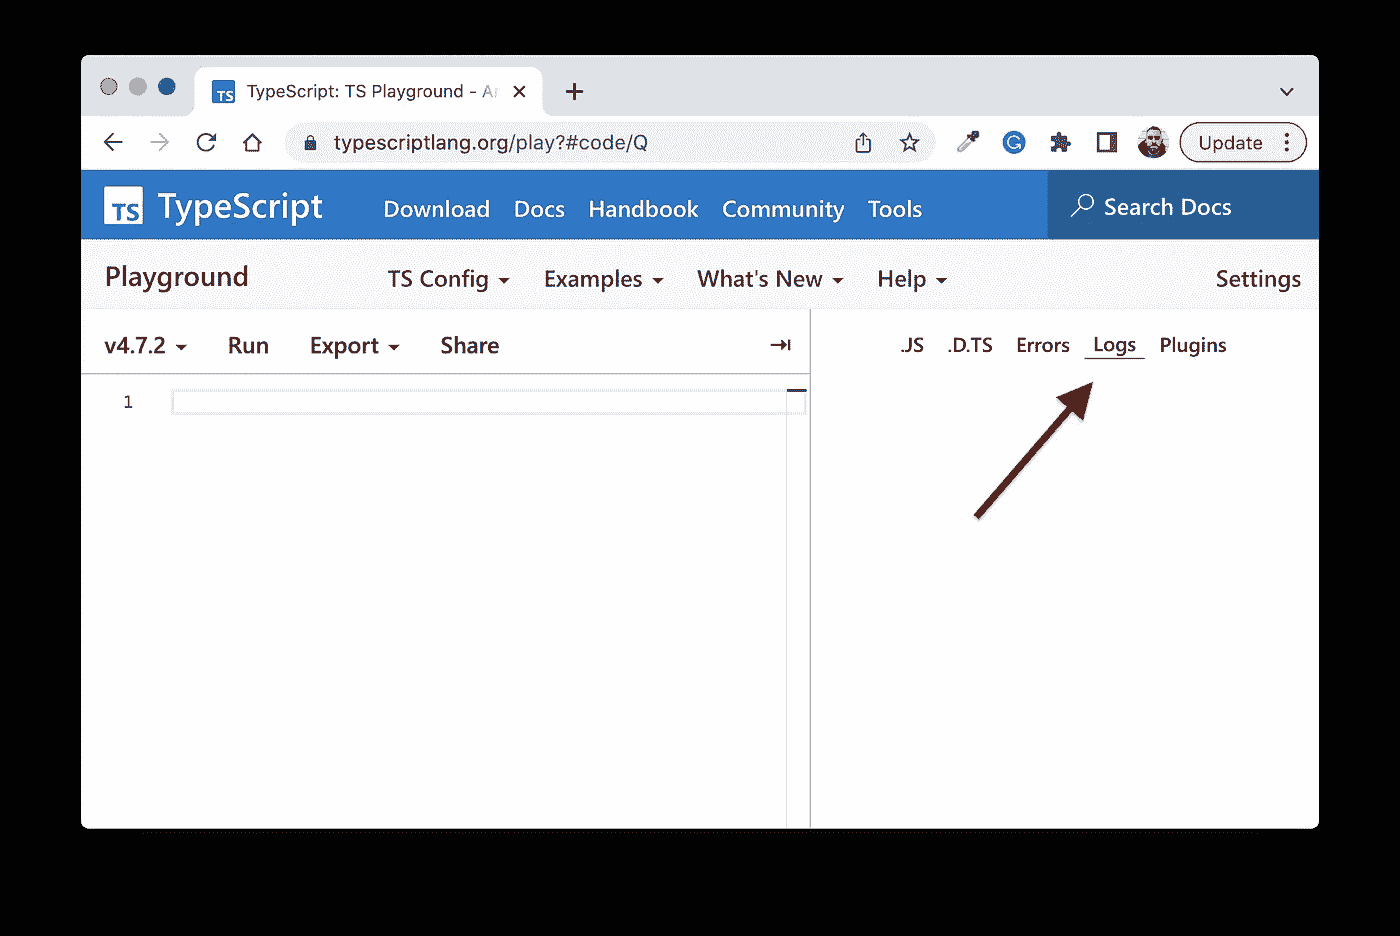 TS TypeScript: TS Playground - Ar
typescriptlang.org/play?#code/Q
Update
TS TypeScript Download Docs Handbook Community Tools Search Docs
Playground TS Config Examples What's New Help Settings
v4.7.2 Run Export Share .JS .D.TS Errors Logs Plugins
1